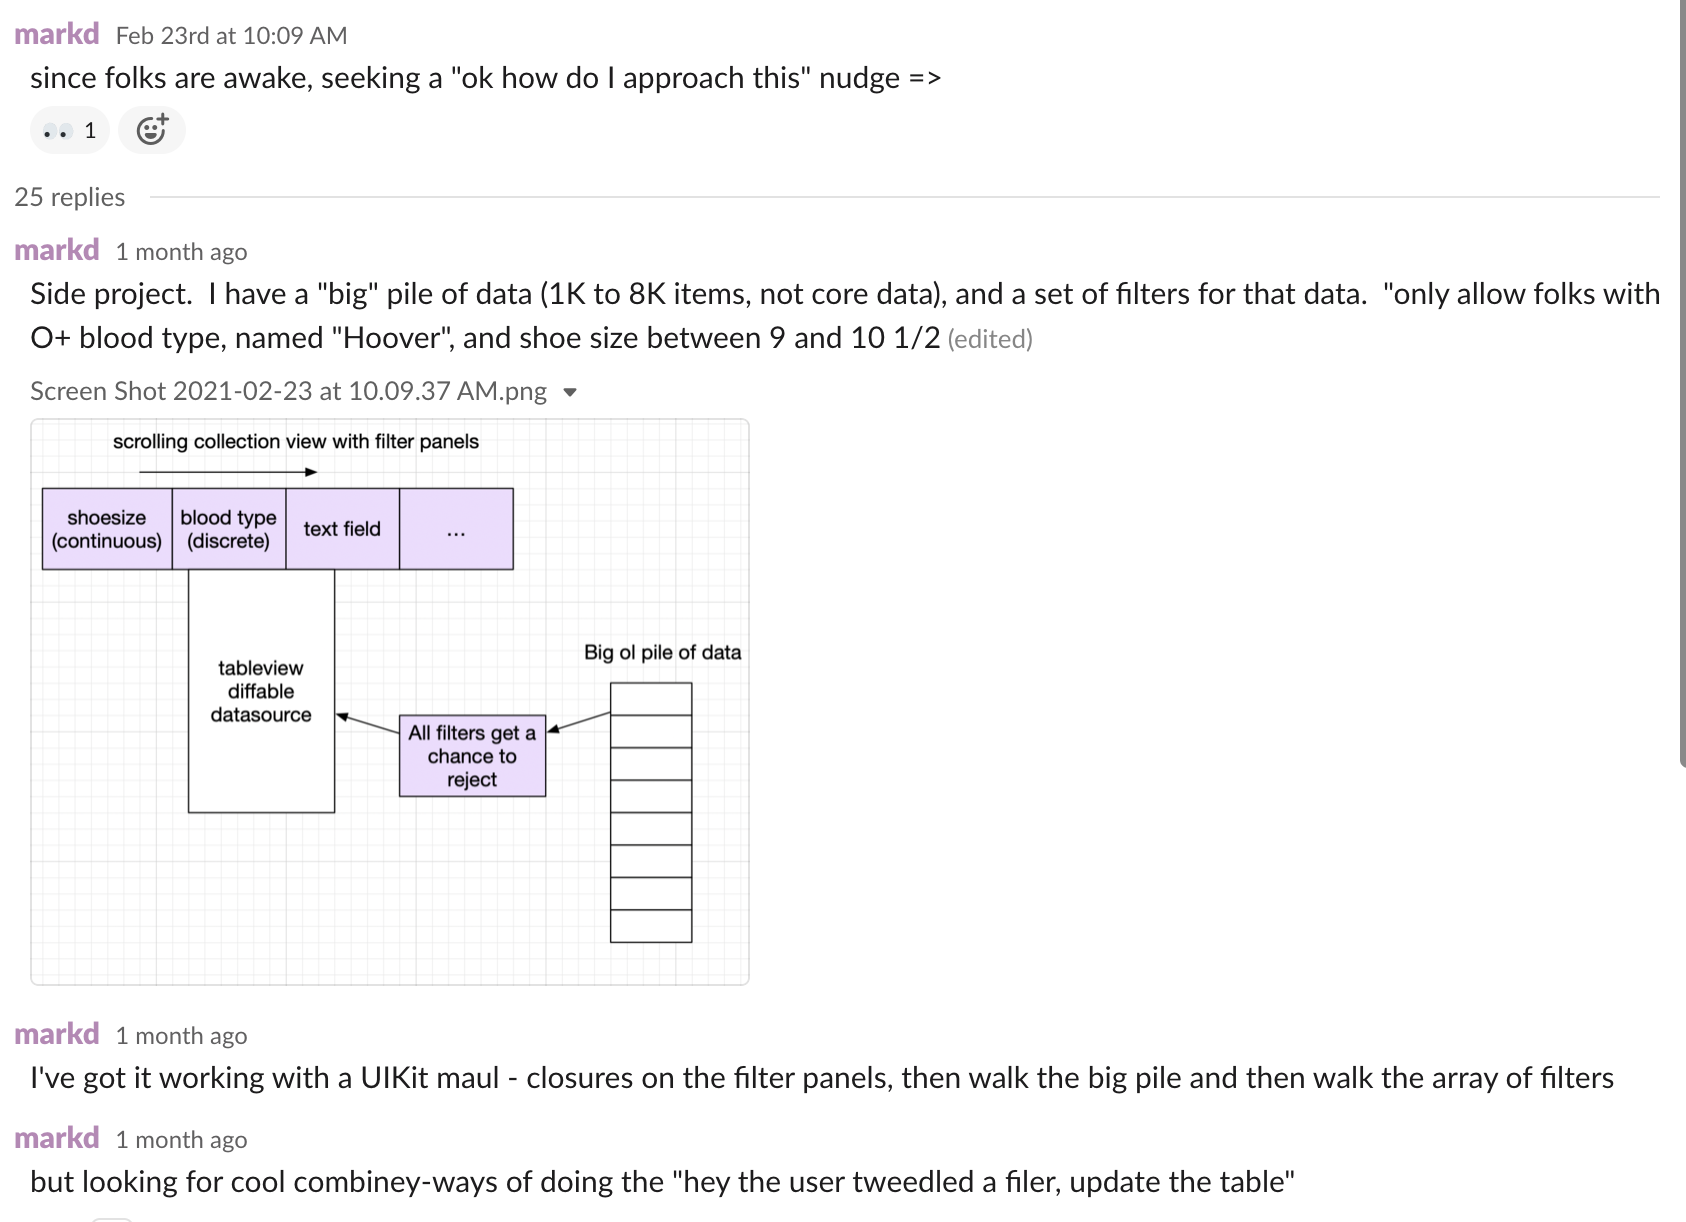 markd Feb 23rd at 10:09 AM
since folks are awake, seeking a "ok how do I approach this" nudge =>
1
25 replies
markd 1 month ago
Side project.  I have a "big" pile of data (1K to 8K items, not core data), and a set of filters for that data.  "only allow folks with
O+ blood type, named "Hoover", and shoe size between 9 and 10 1/2 (edited)
Screen Shot 2021-02-23 at 10.09.37 AM.png
scrolling collection view with filter panels
shoesize
(continuous)
blood type
(discrete)
text field
...
tableview
diffable
datasource
All filters get a
chance to
reject
Big ol pile of data
markd 1 month ago
I've got it working with a UIKit maul - closures on the filter panels, then walk the big pile and then walk the array of filters
markd 1 month ago
but looking for cool combiney-ways of doing the "hey the user tweedled a filer, update the table"